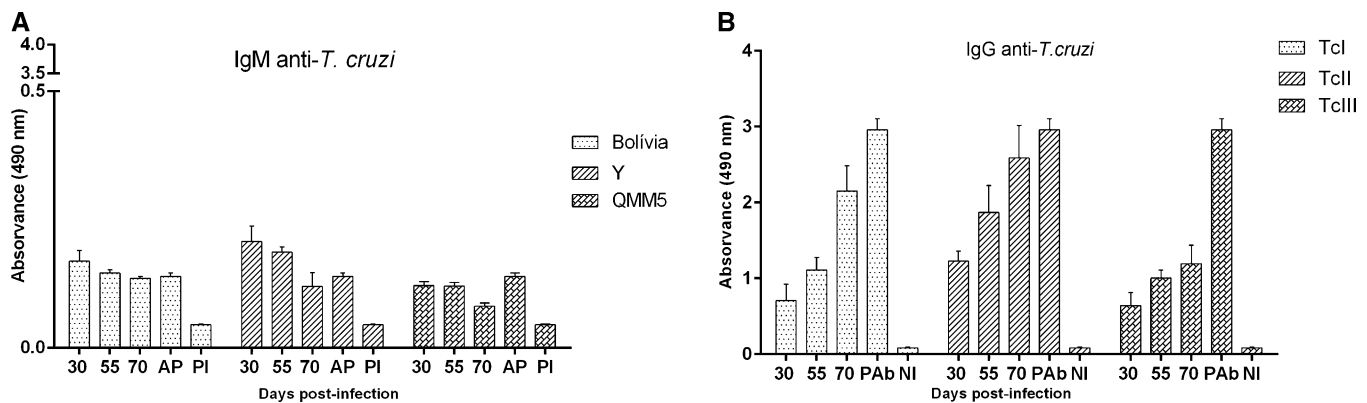 A
IgM anti-T. cruzi
4.0
3.5
0.5
0.0
Absorvance (490 nm)
Bolívia
Y
QMM5
30 55 70 AP PI 30 55 70 AP PI 30 55 70 AP PI
Days post-infection
B
IgG anti-T.cruzi
4
3
2
1
0
Absorvance (490 nm)
TcI
TcII
TcIII
30 55 70 PAb NI 30 55 70 PAb NI 30 55 70 PAb NI
Days post-infection